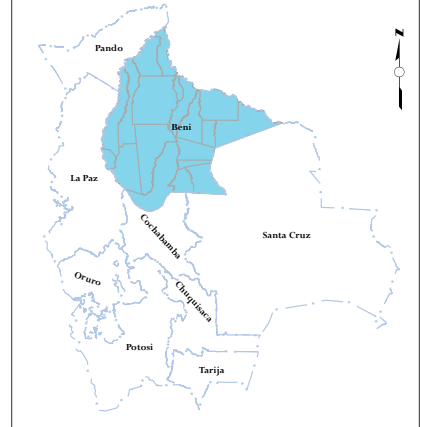 N
Pando
Beni
La Paz
Cochabamba
Santa Cruz
Oruro
Chuquisaca
Potosi
Tarija